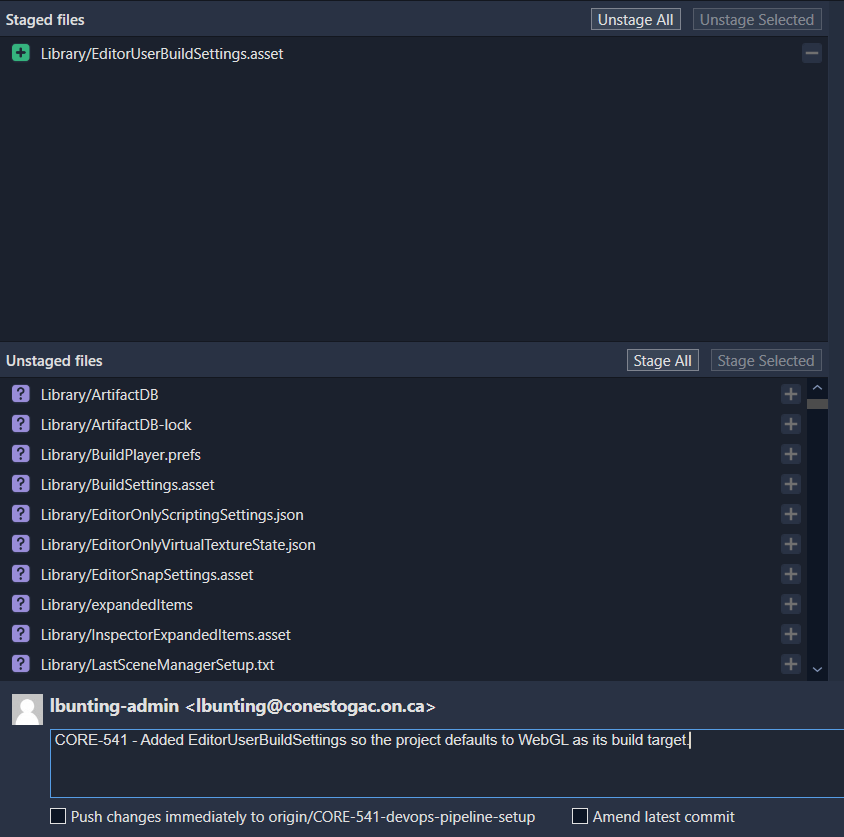 Staged files
Unstage All
Unstage Selected
Library/EditorUserBuildSettings.asset
Unstaged files
Stage All
Stage Selected
Library/ArtifactDB
Library/ArtifactDB-lock
Library/BuildPlayer.prefs
Library/BuildSettings.asset
Library/EditorOnlyScriptingSettings.json
Library/EditorOnlyVirtualTextureState.json
Library/EditorSnapSettings.asset
Library/expandedItems
Library/InspectorExpandedItems.asset
Library/LastSceneManagerSetup.txt
lbunting-admin <lbunting@conestogac.on.ca>
CORE-541 - Added EditorUserBuildSettings so the project defaults to WebGL as its build target.
Push changes immediately to origin/CORE-541-devops-pipeline-setup
Amend latest commit